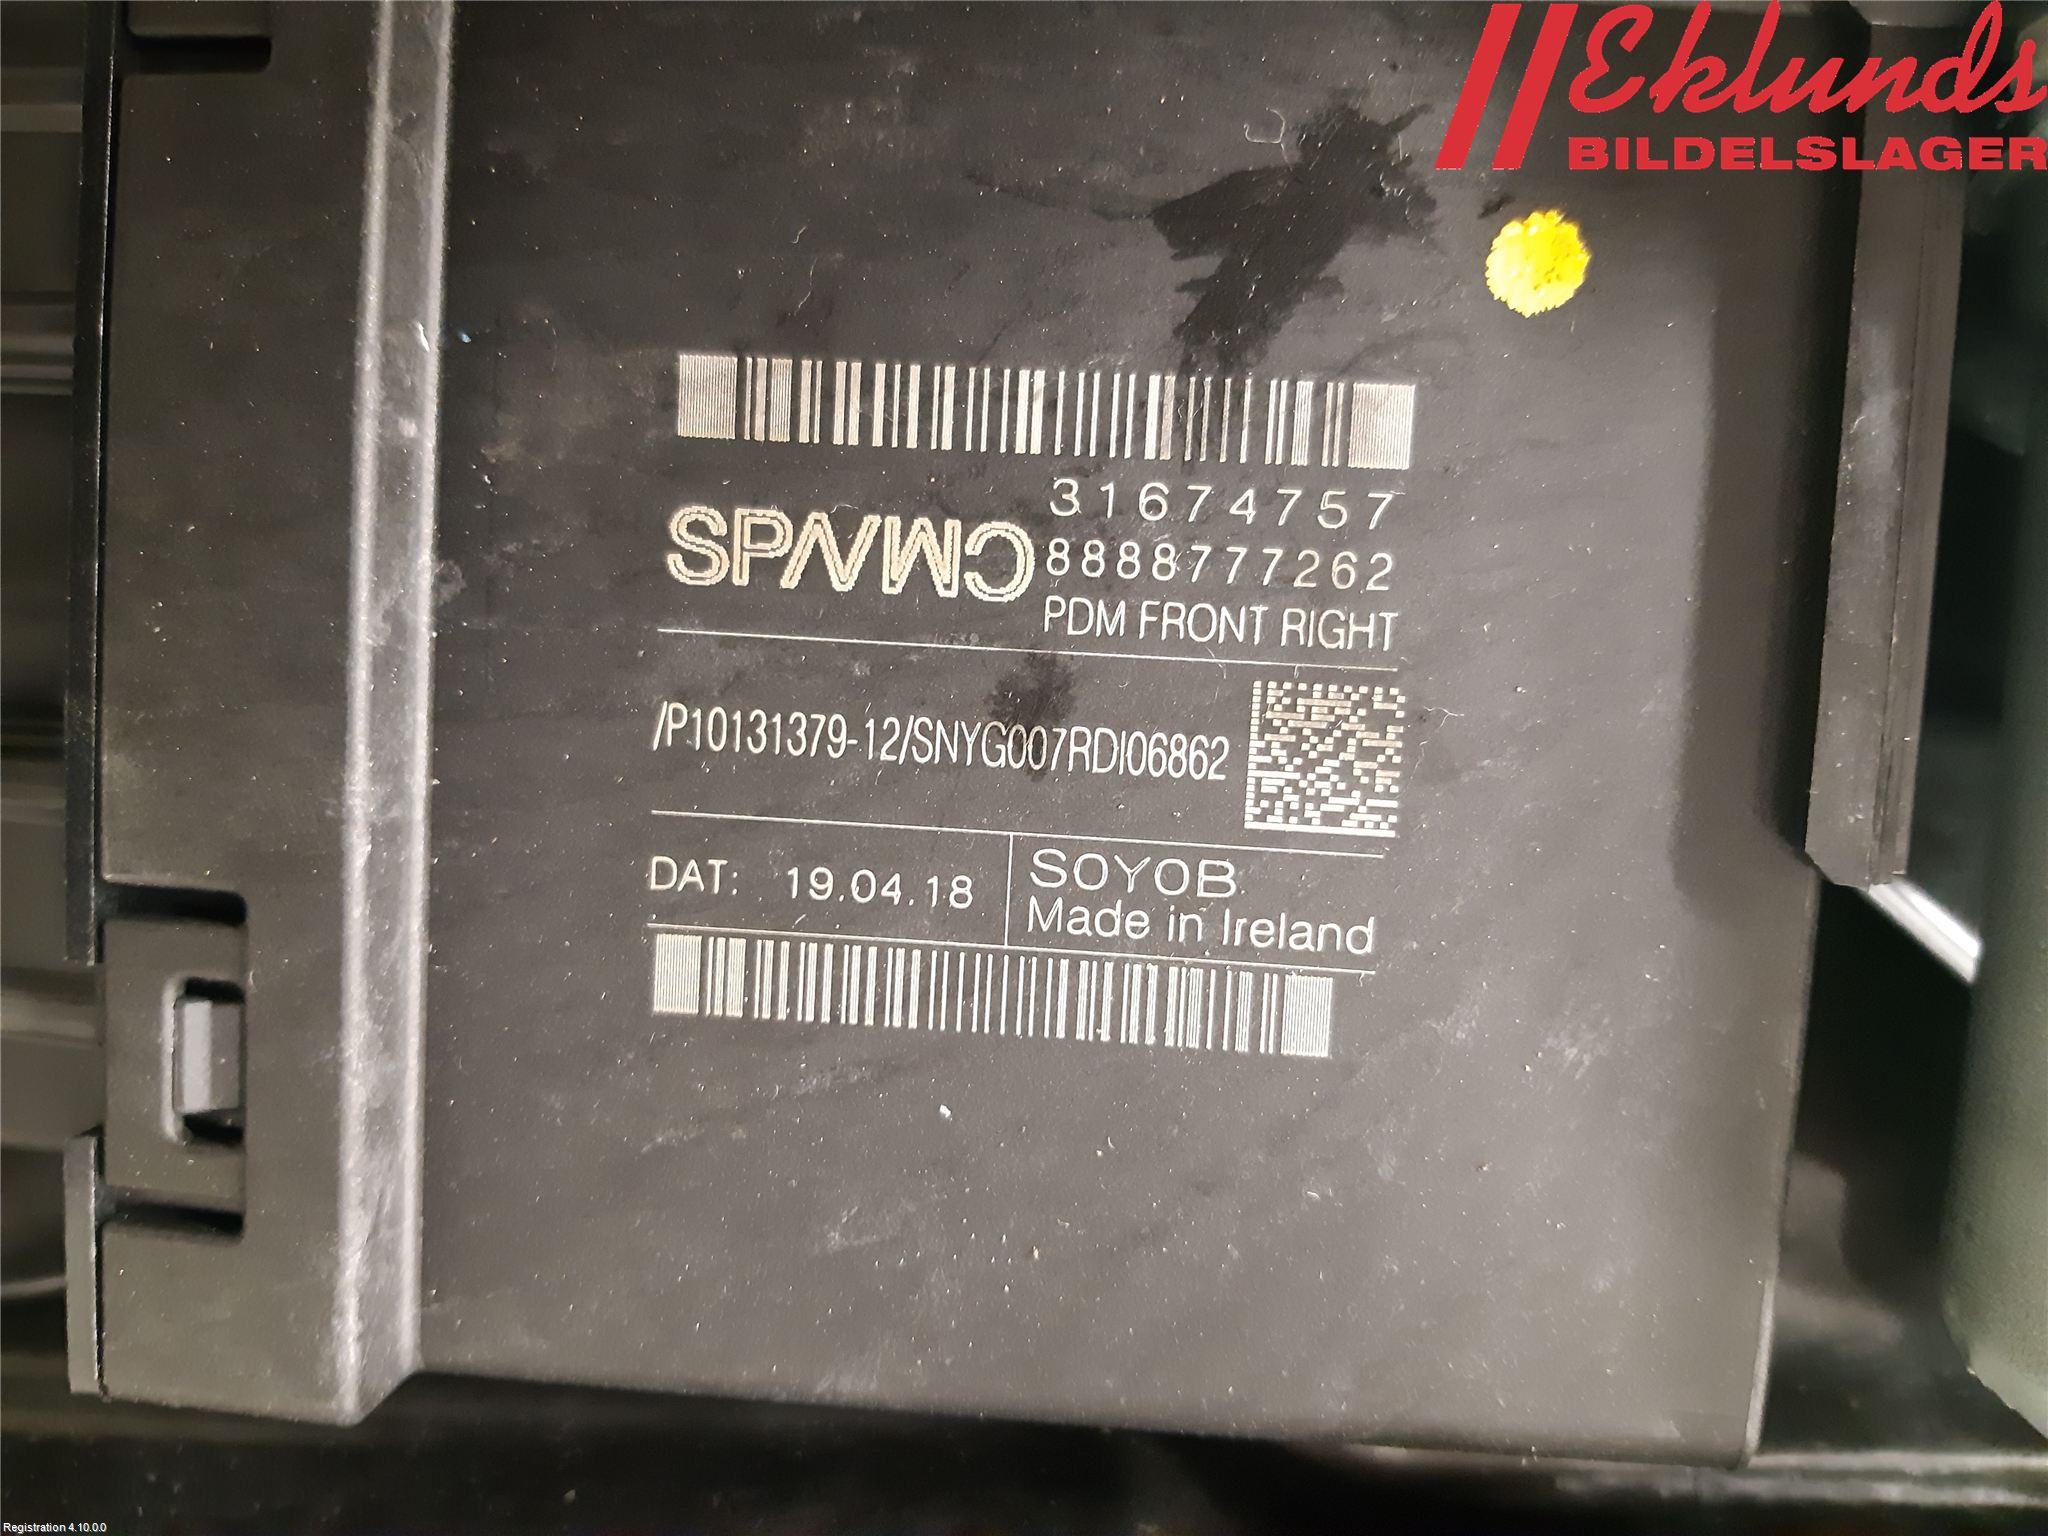 Eklunds
BILDELSLAGER
31674757
8888777262
PDM FRONT RIGHT
/P10131379-12/SNYG007RDI06862
DAT: 19.04.18
SOYOB
Made in Ireland
Registration 4.10.0.0